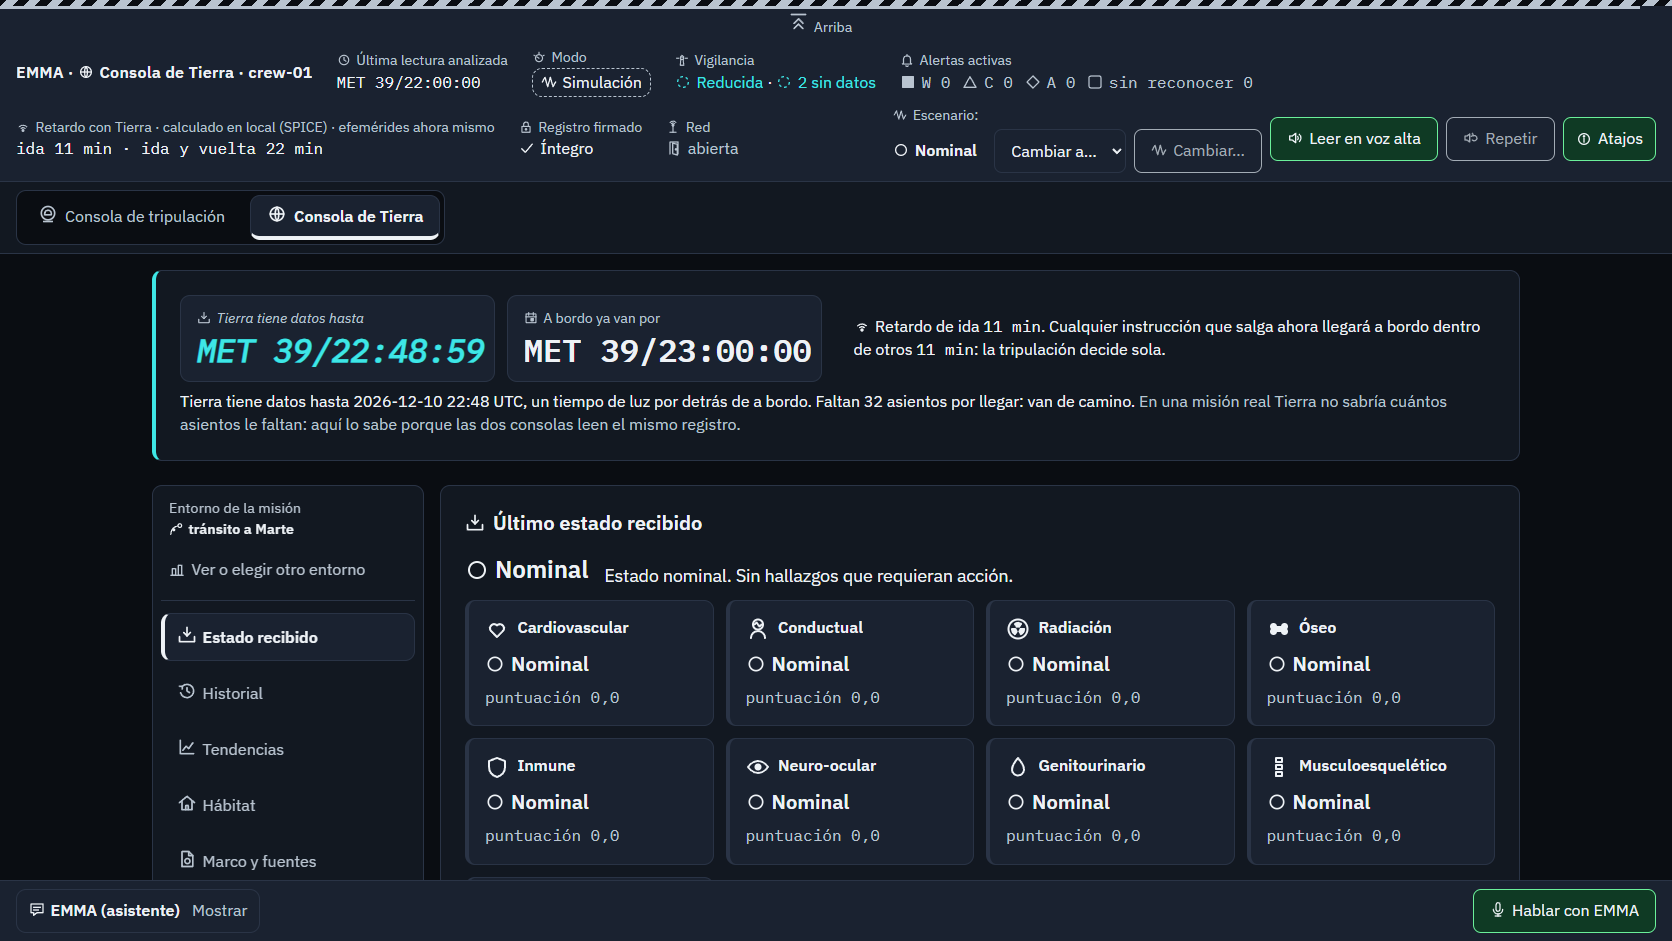 Arriba
EMMA · Consola de Tierra · crew-01
Última lectura analizada
MET 39/22:00:00
Modo
Simulación
Vigilancia
Reducida · 2 sin datos
Alertas activas
W 0 C 0 A 0 sin reconocer 0
Retardo con Tierra · calculado en local (SPICE) · efemérides ahora mismo
ida 11 min · ida y vuelta 22 min
Registro firmado
Íntegro
Red
abierta
Escenario:
Nominal
Cambiar a...
Cambiar...
Leer en voz alta
Repetir
Atajos
Consola de tripulación
Consola de Tierra
Tierra tiene datos hasta
MET 39/22:48:59
A bordo ya van por
MET 39/23:00:00
Retardo de ida 11 min. Cualquier instrucción que salga ahora llegará a bordo dentro
de otros 11 min: la tripulación decide sola.
Tierra tiene datos hasta 2026-12-10 22:48 UTC, un tiempo de luz por detrás de a bordo. Faltan 32 asientos por llegar: van de camino. En una misión real Tierra no sabría cuántos
asientos le faltan: aquí lo sabe porque las dos consolas leen el mismo registro.
Entorno de la misión
tránsito a Marte
Ver o elegir otro entorno
Estado recibido
Historial
Tendencias
Hábitat
Marco y fuentes
Último estado recibido
Nominal Estado nominal. Sin hallazgos que requieran acción.
Cardiovascular
Nominal
puntuación 0,0
Conductual
Nominal
puntuación 0,0
Radiación
Nominal
puntuación 0,0
Óseo
Nominal
puntuación 0,0
Inmune
Nominal
puntuación 0,0
Neuro-ocular
Nominal
puntuación 0,0
Genitourinario
Nominal
puntuación 0,0
Musculoesquelético
Nominal
puntuación 0,0
EMMA (asistente) Mostrar
Hablar con EMMA